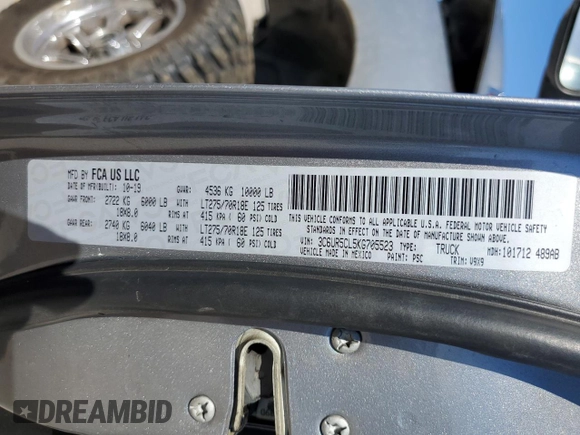 MFD BY FCA US LLC
DATE OF MFR(BUILT): 10-19 GVWR: 4536 KG 10000 LB
GAWR FRONT: 2722 KG 6000 LB WITH LT275/70R18E 125 TIRES
18X8.0 RIMS AT 415 KPA ( 60 PSI) COLD
GAWR REAR: 2740 KG 6040 LB WITH LT275/70R18E 125 TIRES
18X8.0 RIMS AT 415 KPA ( 60 PSI) COLD
THIS VEHICLE CONFORMS TO ALL APPLICABLE U.S.A. FEDERAL MOTOR VEHICLE SAFETY
STANDARDS IN EFFECT ON THE DATE OF MANUFACTURE SHOWN ABOVE.
VIN: 3C6UR5CL5KG705523 TYPE: TRUCK MDH: 101712 489AB
VEHICLE MADE IN MEXICO PAINT: PSC TRIM: V9X9
DREAMBID